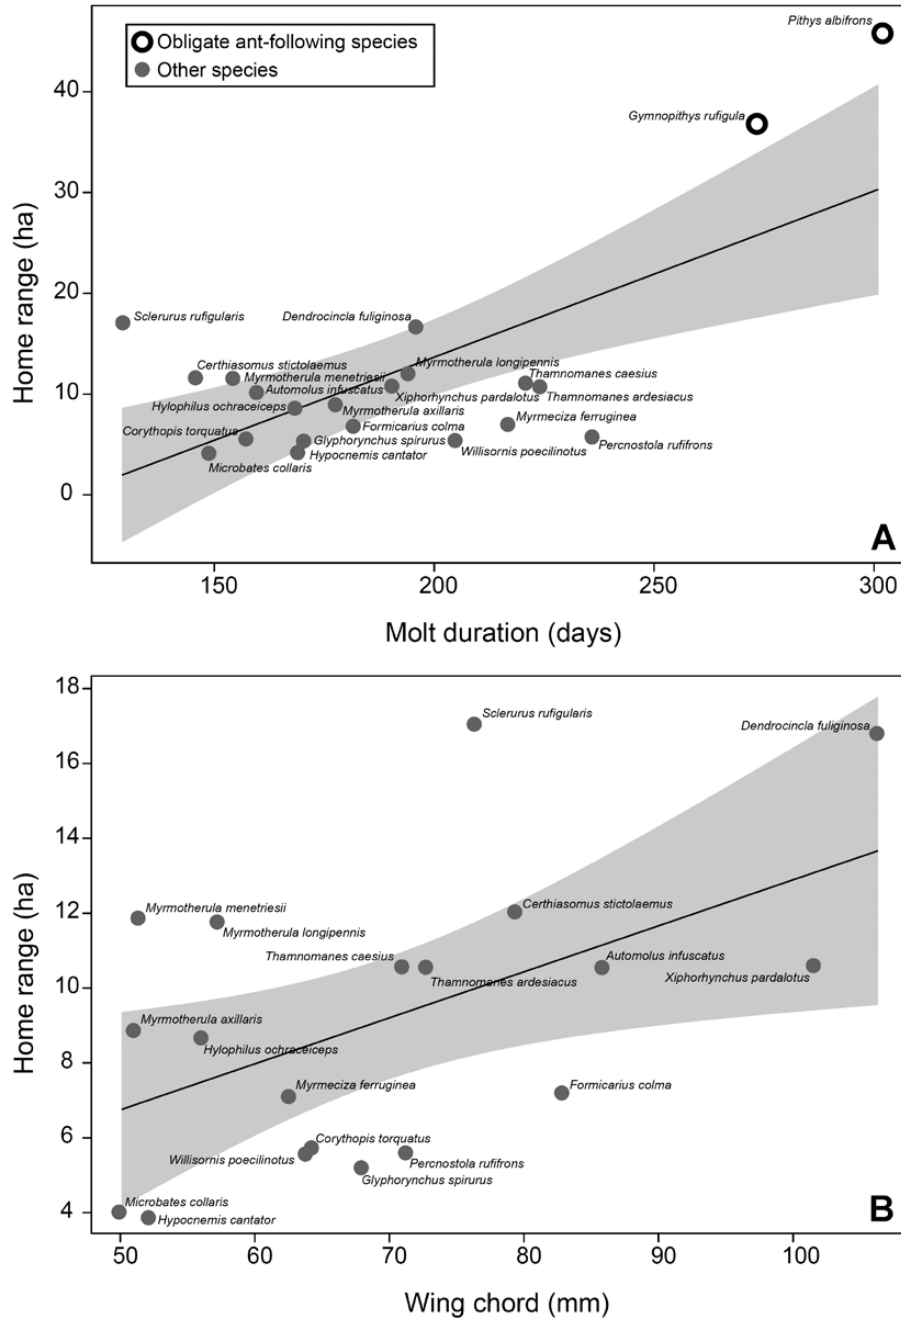 Pithys albifrons
Obligate ant-following species
Other species
40
Gymnopithys rufigula
30
Home range (ha)
20
Sclerurus rufigularis
Dendrocincla fuliginosa
Certhiasomus stictolaemus
Myrmotherula longipennis
Thamnomanes caesius
Myrmotherula menetriesii
10
Automolus infuscatus
Xiphorhynchus pardalotus
Thamnomanes ardesiacus
Hylophilus ochraceiceps
Myrmotherula axillaris
Myrmeciza ferruginea
Formicarius colma
Corythopis torquatus
Glyphorynchus spirurus
Percnostola rufifrons
Willisornis poecilinotus
Hypocnemis cantator
Microbates collaris
0
A
150 200 250 300
Molt duration (days)
18
Sclerurus rufigularis
Dendrocincla fuliginosa
16
14
Home range (ha)
12
Myrmotherula menetriesii
Certhiasomus stictolaemus
Myrmotherula longipennis
Thamnomanes caesius
Automolus infuscatus
Thamnomanes ardesiacus
Xiphorhynchus pardalotus
10
Myrmotherula axillaris
Hylophilus ochraceiceps
8
Myrmeciza ferruginea
Formicarius colma
6
Corythopis torquatus
Willisornis poecilinotus
Percnostola rufifrons
Glyphorynchus spirurus
4
Microbates collaris
Hypocnemis cantator
B
50 60 70 80 90 100
Wing chord (mm)